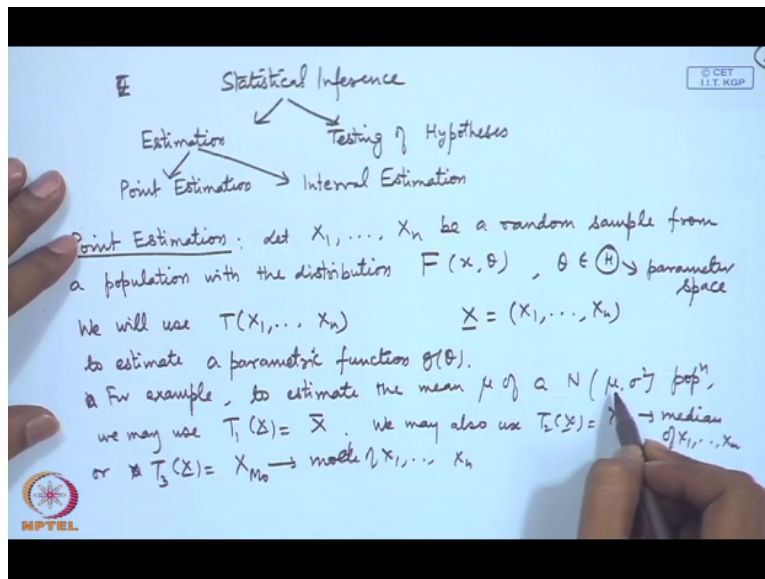 Statistical Inference
© CET
I.I.T. KGP
Estimation Testing of Hypotheses
Point Estimation Interval Estimation
Point Estimation : Let X₁, ..., Xₙ be a random sample from
a population with the distribution F(x, θ) , θ ∈ Ⓗ → parameter
space
We will use T(X₁, ... Xₙ) X̲ = (X₁, ..., Xₙ)
to estimate a parametric function g(θ).
For example, to estimate the mean μ of a N(μ, σ²) popⁿ,
we may use T₁(X̲) = X̄ . We may also use T₂(X̲) = X → median
of X₁, .., Xₙ
or T₃(X̲) = X_Mo → mode of X₁, ... Xₙ
NPTEL